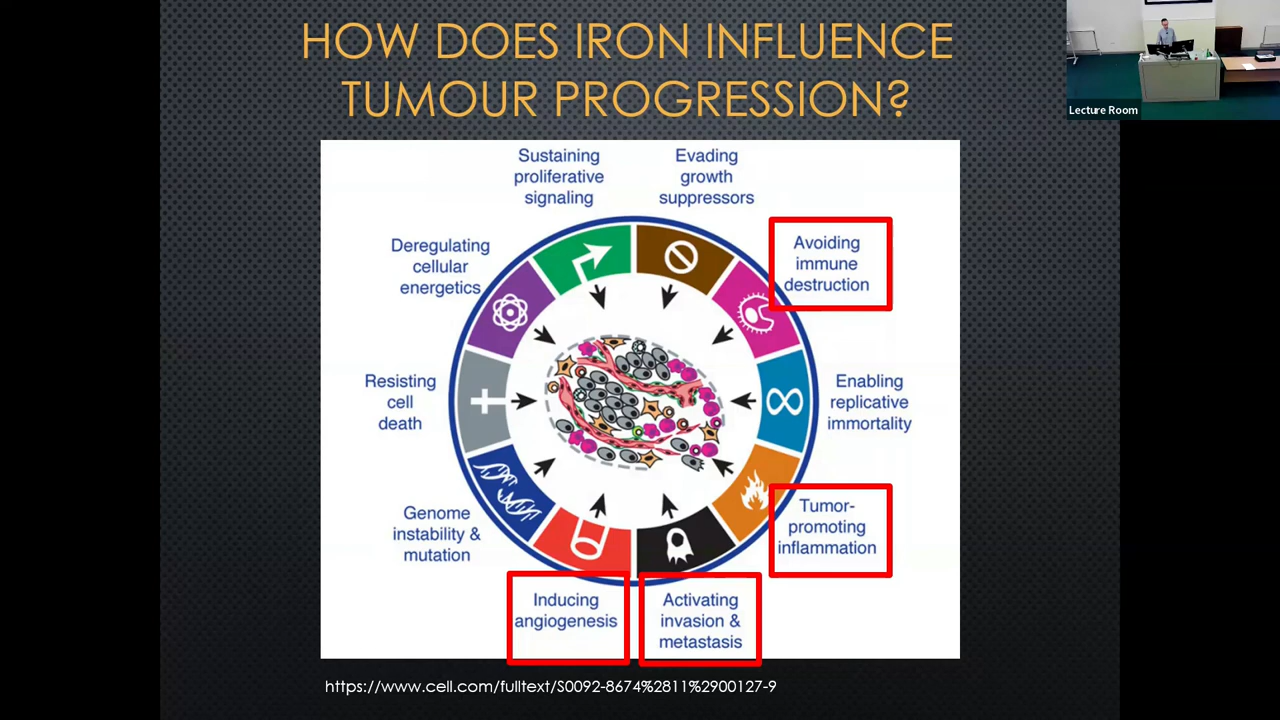 HOW DOES IRON INFLUENCE
TUMOUR PROGRESSION?
Lecture Room
Sustaining
proliferative
signaling
Evading
growth
suppressors
Deregulating
cellular
energetics
Avoiding
immune
destruction
Resisting
cell
death
Enabling
replicative
immortality
Genome
instability &
mutation
Tumor-
promoting
inflammation
Inducing
angiogenesis
Activating
invasion &
metastasis
https://www.cell.com/fulltext/S0092-8674%2811%2900127-9